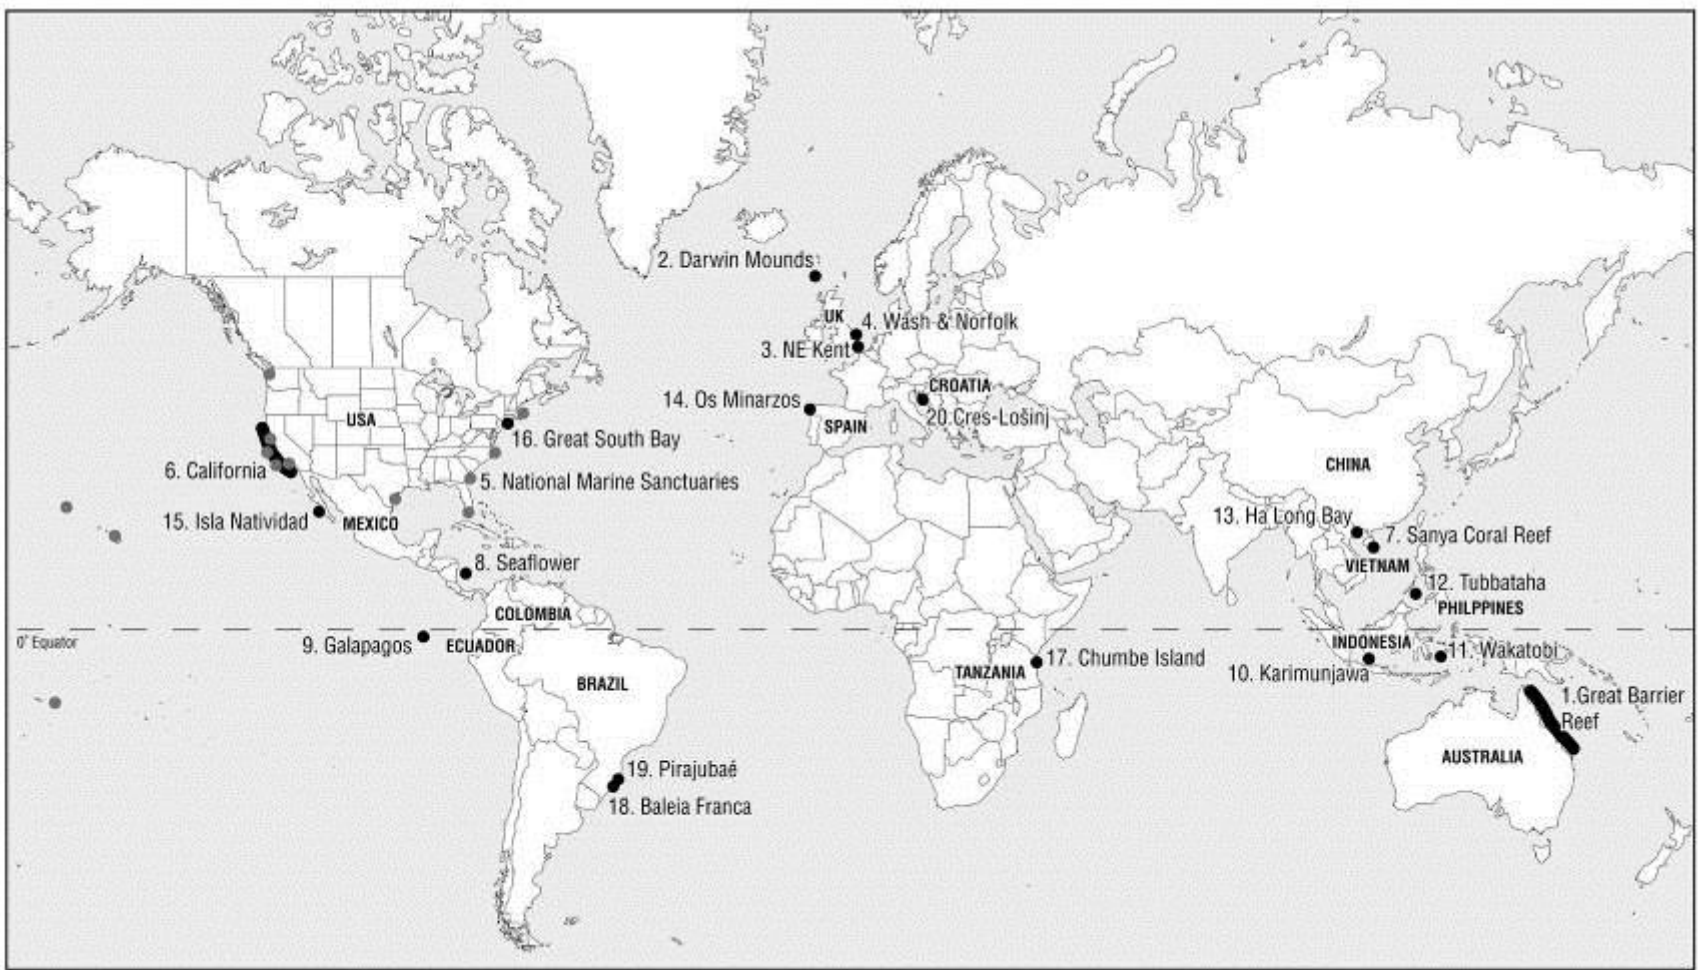 2. Darwin Mounds
UK
4. Wash & Norfolk
3. NE Kent
CROATIA
14. Os Minarzos
SPAIN
20.Cres-Lošinj
USA
16. Great South Bay
CHINA
6. California
5. National Marine Sanctuaries
15. Isla Natividad
MEXICO
13. Ha Long Bay
7. Sanya Coral Reef
VIETNAM
8. Seaflower
12. Tubbataha
PHILPPINES
COLOMBIA
0° Equator
9. Galapagos
ECUADOR
INDONESIA
11. Wakatobi
17. Chumbe Island
TANZANIA
10. Karimunjawa
BRAZIL
1.Great Barrier
Reef
AUSTRALIA
19. Pirajubaé
18. Baleia Franca